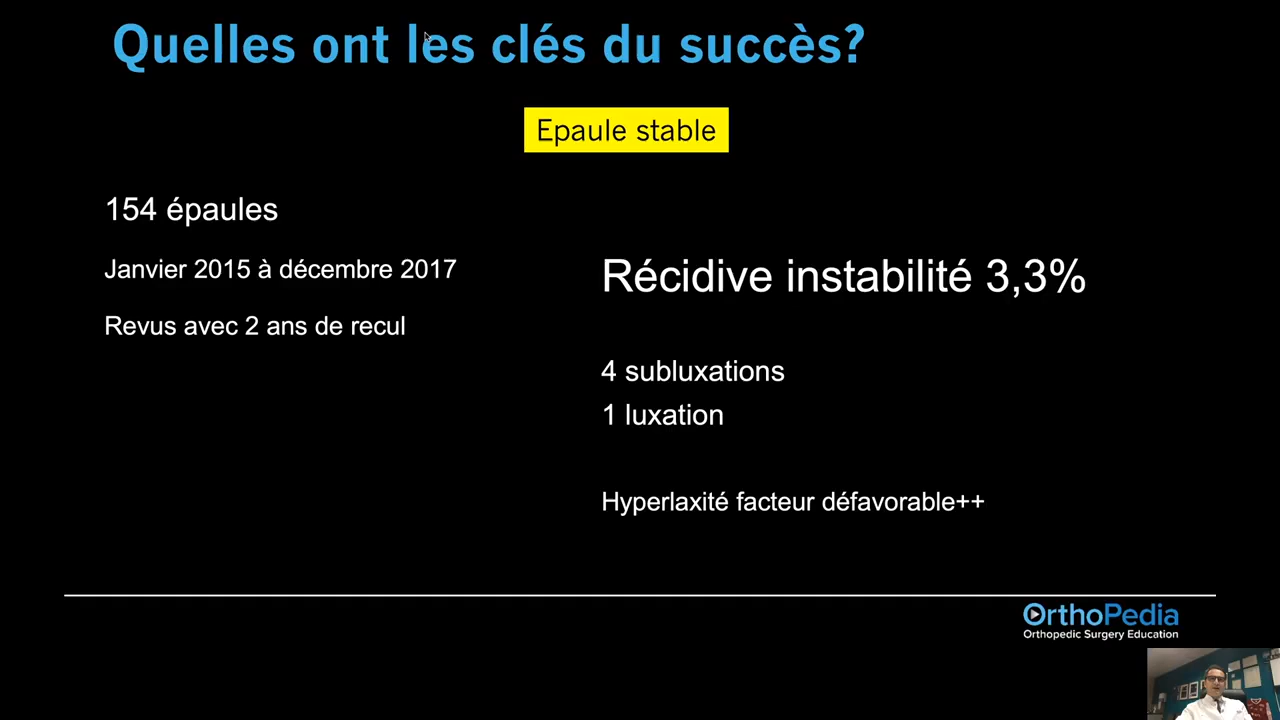 Quelles ont les clés du succès?
Epaule stable
154 épaules
Janvier 2015 à décembre 2017
Revus avec 2 ans de recul
Récidive instabilité 3,3%
4 subluxations
1 luxation
Hyperlaxité facteur défavorable++
OrthoPedia
Orthopedic Surgery Education